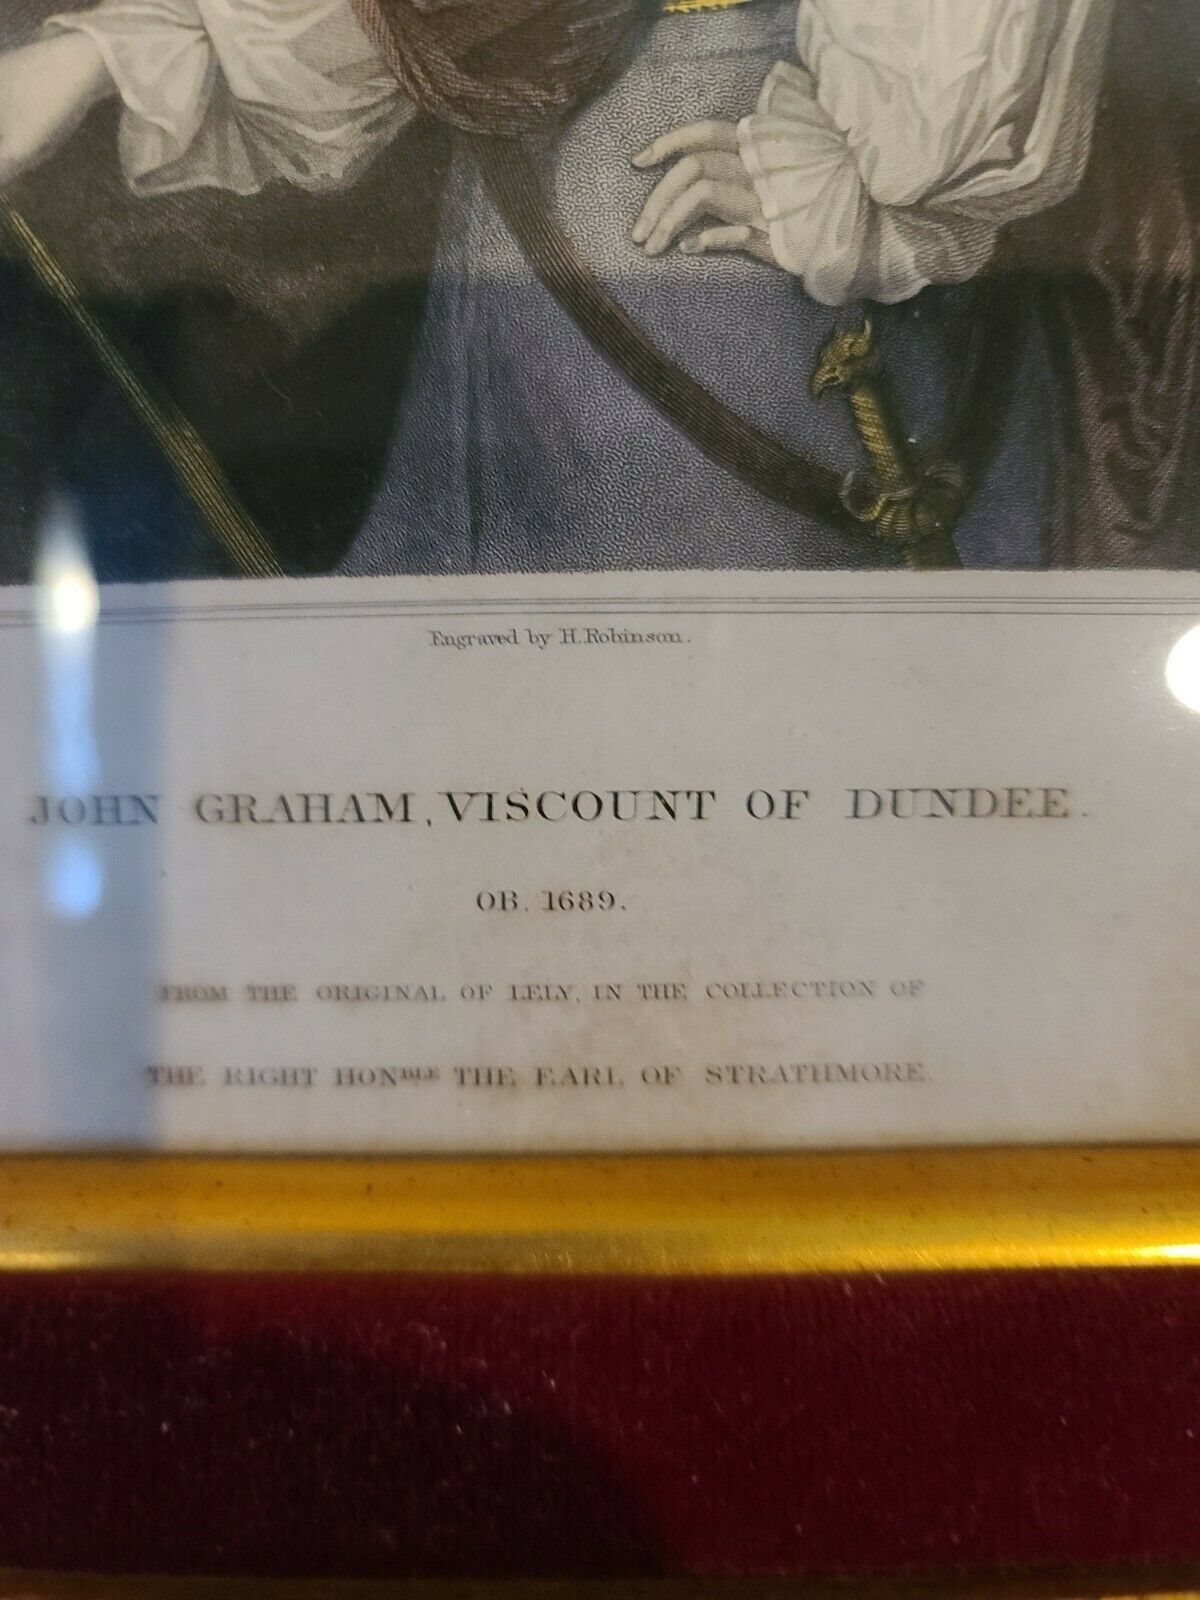 Engraved by H. Robinson.
JOHN GRAHAM, VISCOUNT OF DUNDEE.
OB. 1689.
FROM THE ORIGINAL OF LELY, IN THE COLLECTION OF
THE RIGHT HONBLE THE EARL OF STRATHMORE.